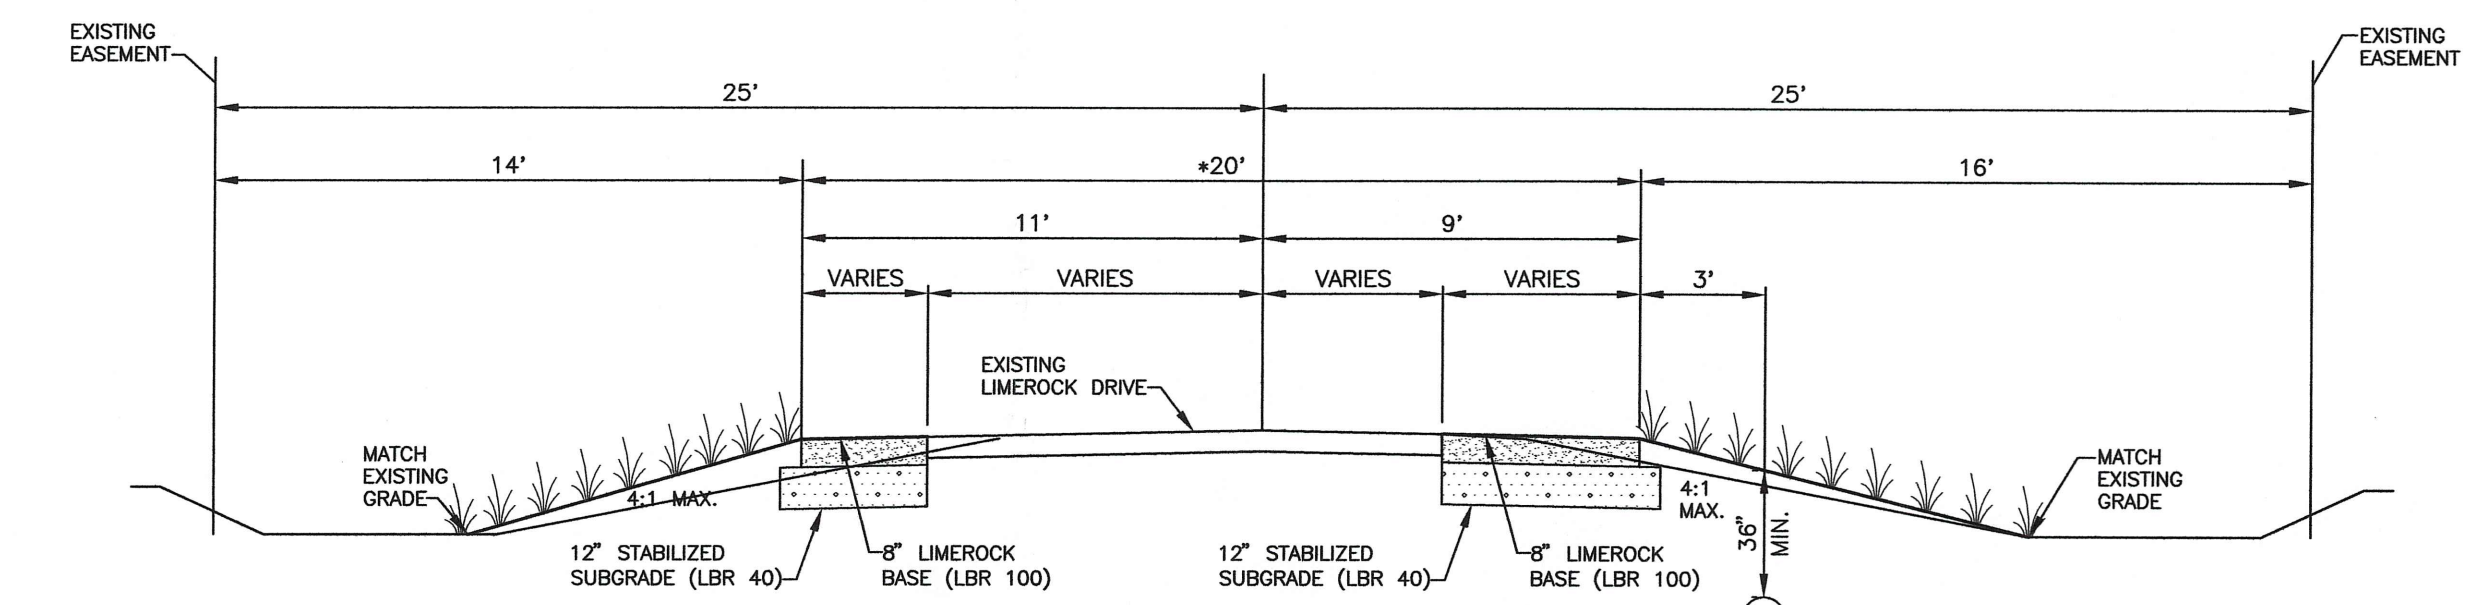 EXISTING
EASEMENT
EXISTING
EASEMENT
25'
25'
14'
*20'
16'
11'
9'
VARIES
VARIES
VARIES
VARIES
3'
EXISTING
LIMEROCK DRIVE
MATCH
EXISTING
GRADE
4:1 MAX.
4:1
MAX.
MATCH
EXISTING
GRADE
36"
MIN.
12" STABILIZED
SUBGRADE (LBR 40)
8" LIMEROCK
BASE (LBR 100)
12" STABILIZED
SUBGRADE (LBR 40)
8" LIMEROCK
BASE (LBR 100)